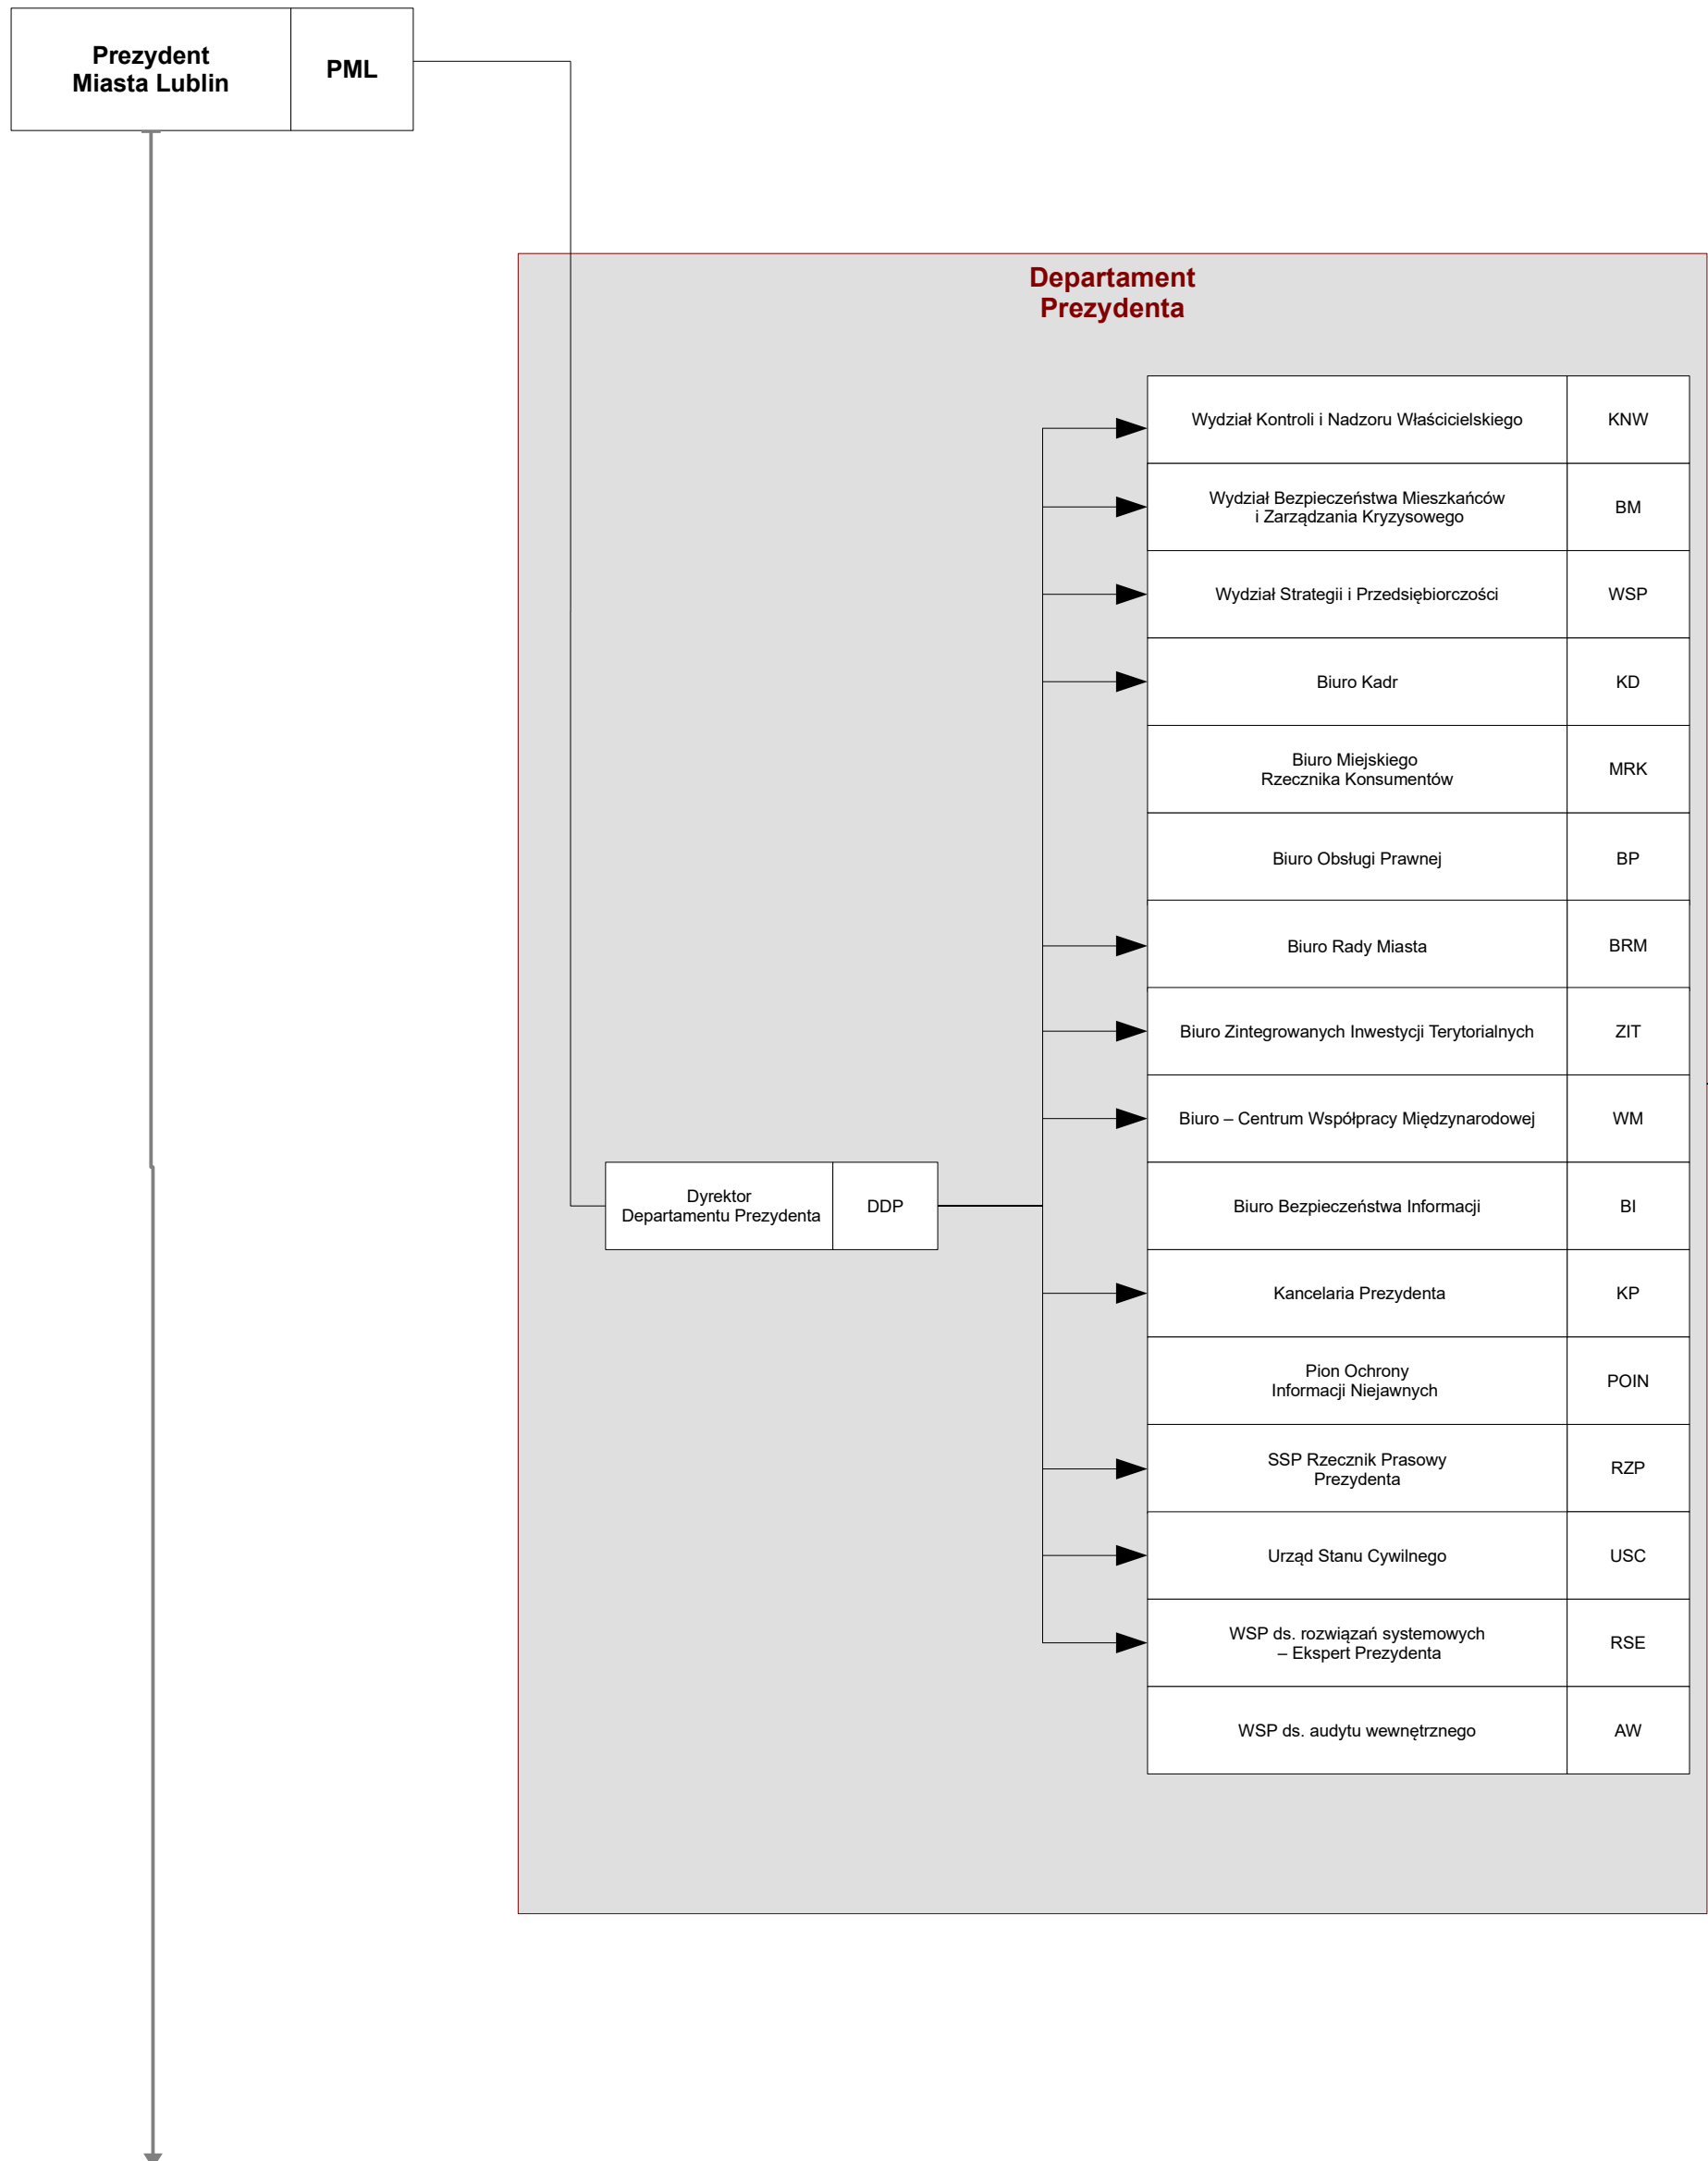 Prezydent
Miasta Lublin
PML
Departament
Prezydenta
Wydział Kontroli i Nadzoru Właścicielskiego
KNW
Wydział Bezpieczeństwa Mieszkańców
i Zarządzania Kryzysowego
BM
Wydział Strategii i Przedsiębiorczości
WSP
Biuro Kadr
KD
Biuro Miejskiego
Rzecznika Konsumentów
MRK
Biuro Obsługi Prawnej
BP
Biuro Rady Miasta
BRM
Biuro Zintegrowanych Inwestycji Terytorialnych
ZIT
Biuro – Centrum Współpracy Międzynarodowej
WM
Dyrektor
Departamentu Prezydenta
DDP
Biuro Bezpieczeństwa Informacji
BI
Kancelaria Prezydenta
KP
Pion Ochrony
Informacji Niejawnych
POIN
SSP Rzecznik Prasowy
Prezydenta
RZP
Urząd Stanu Cywilnego
USC
WSP ds. rozwiązań systemowych
– Ekspert Prezydenta
RSE
WSP ds. audytu wewnętrznego
AW